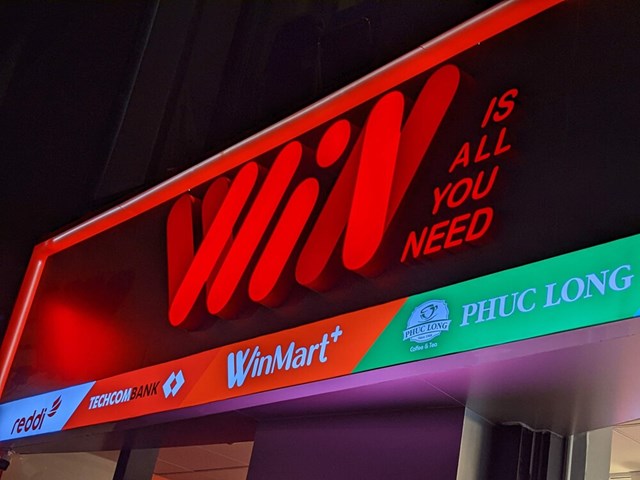 WiN
IS
ALL
YOU
NEED
reddi
TECHCOMBANK
WinMart+
PHUC LONG
Coffee & Tea
PHUC LONG